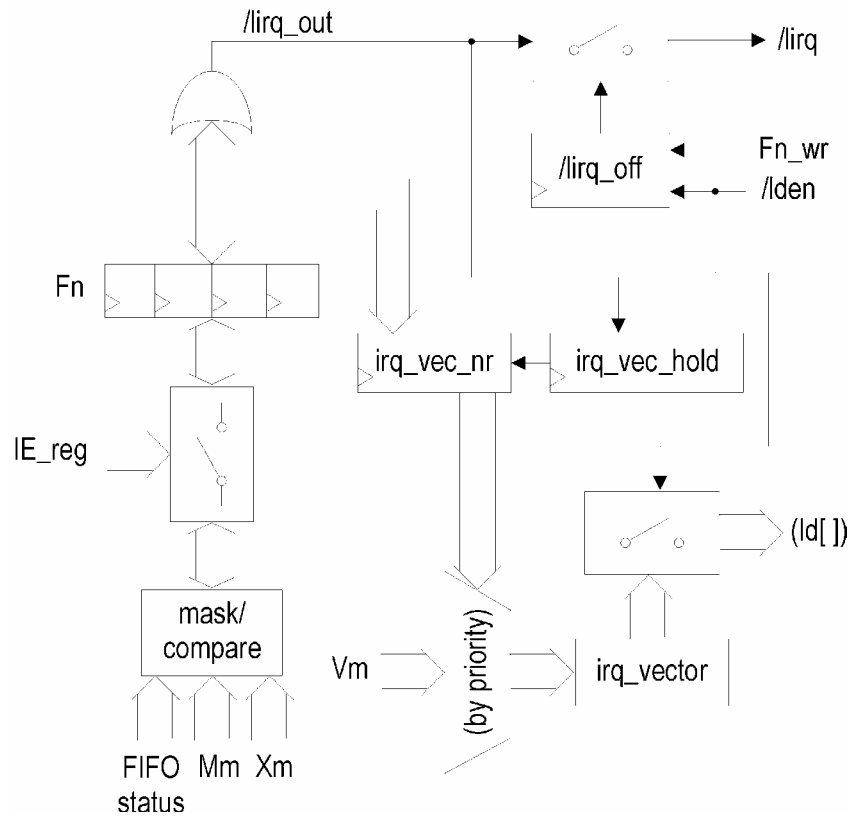 /lirq_out
/lirq
Fn_wr
/lirq_off
/lden
Fn
irq_vec_nr
irq_vec_hold
IE_reg
(ld[ ])
mask/
compare
Vm
(by priority)
irq_vector
FIFO
status
Mm
Xm